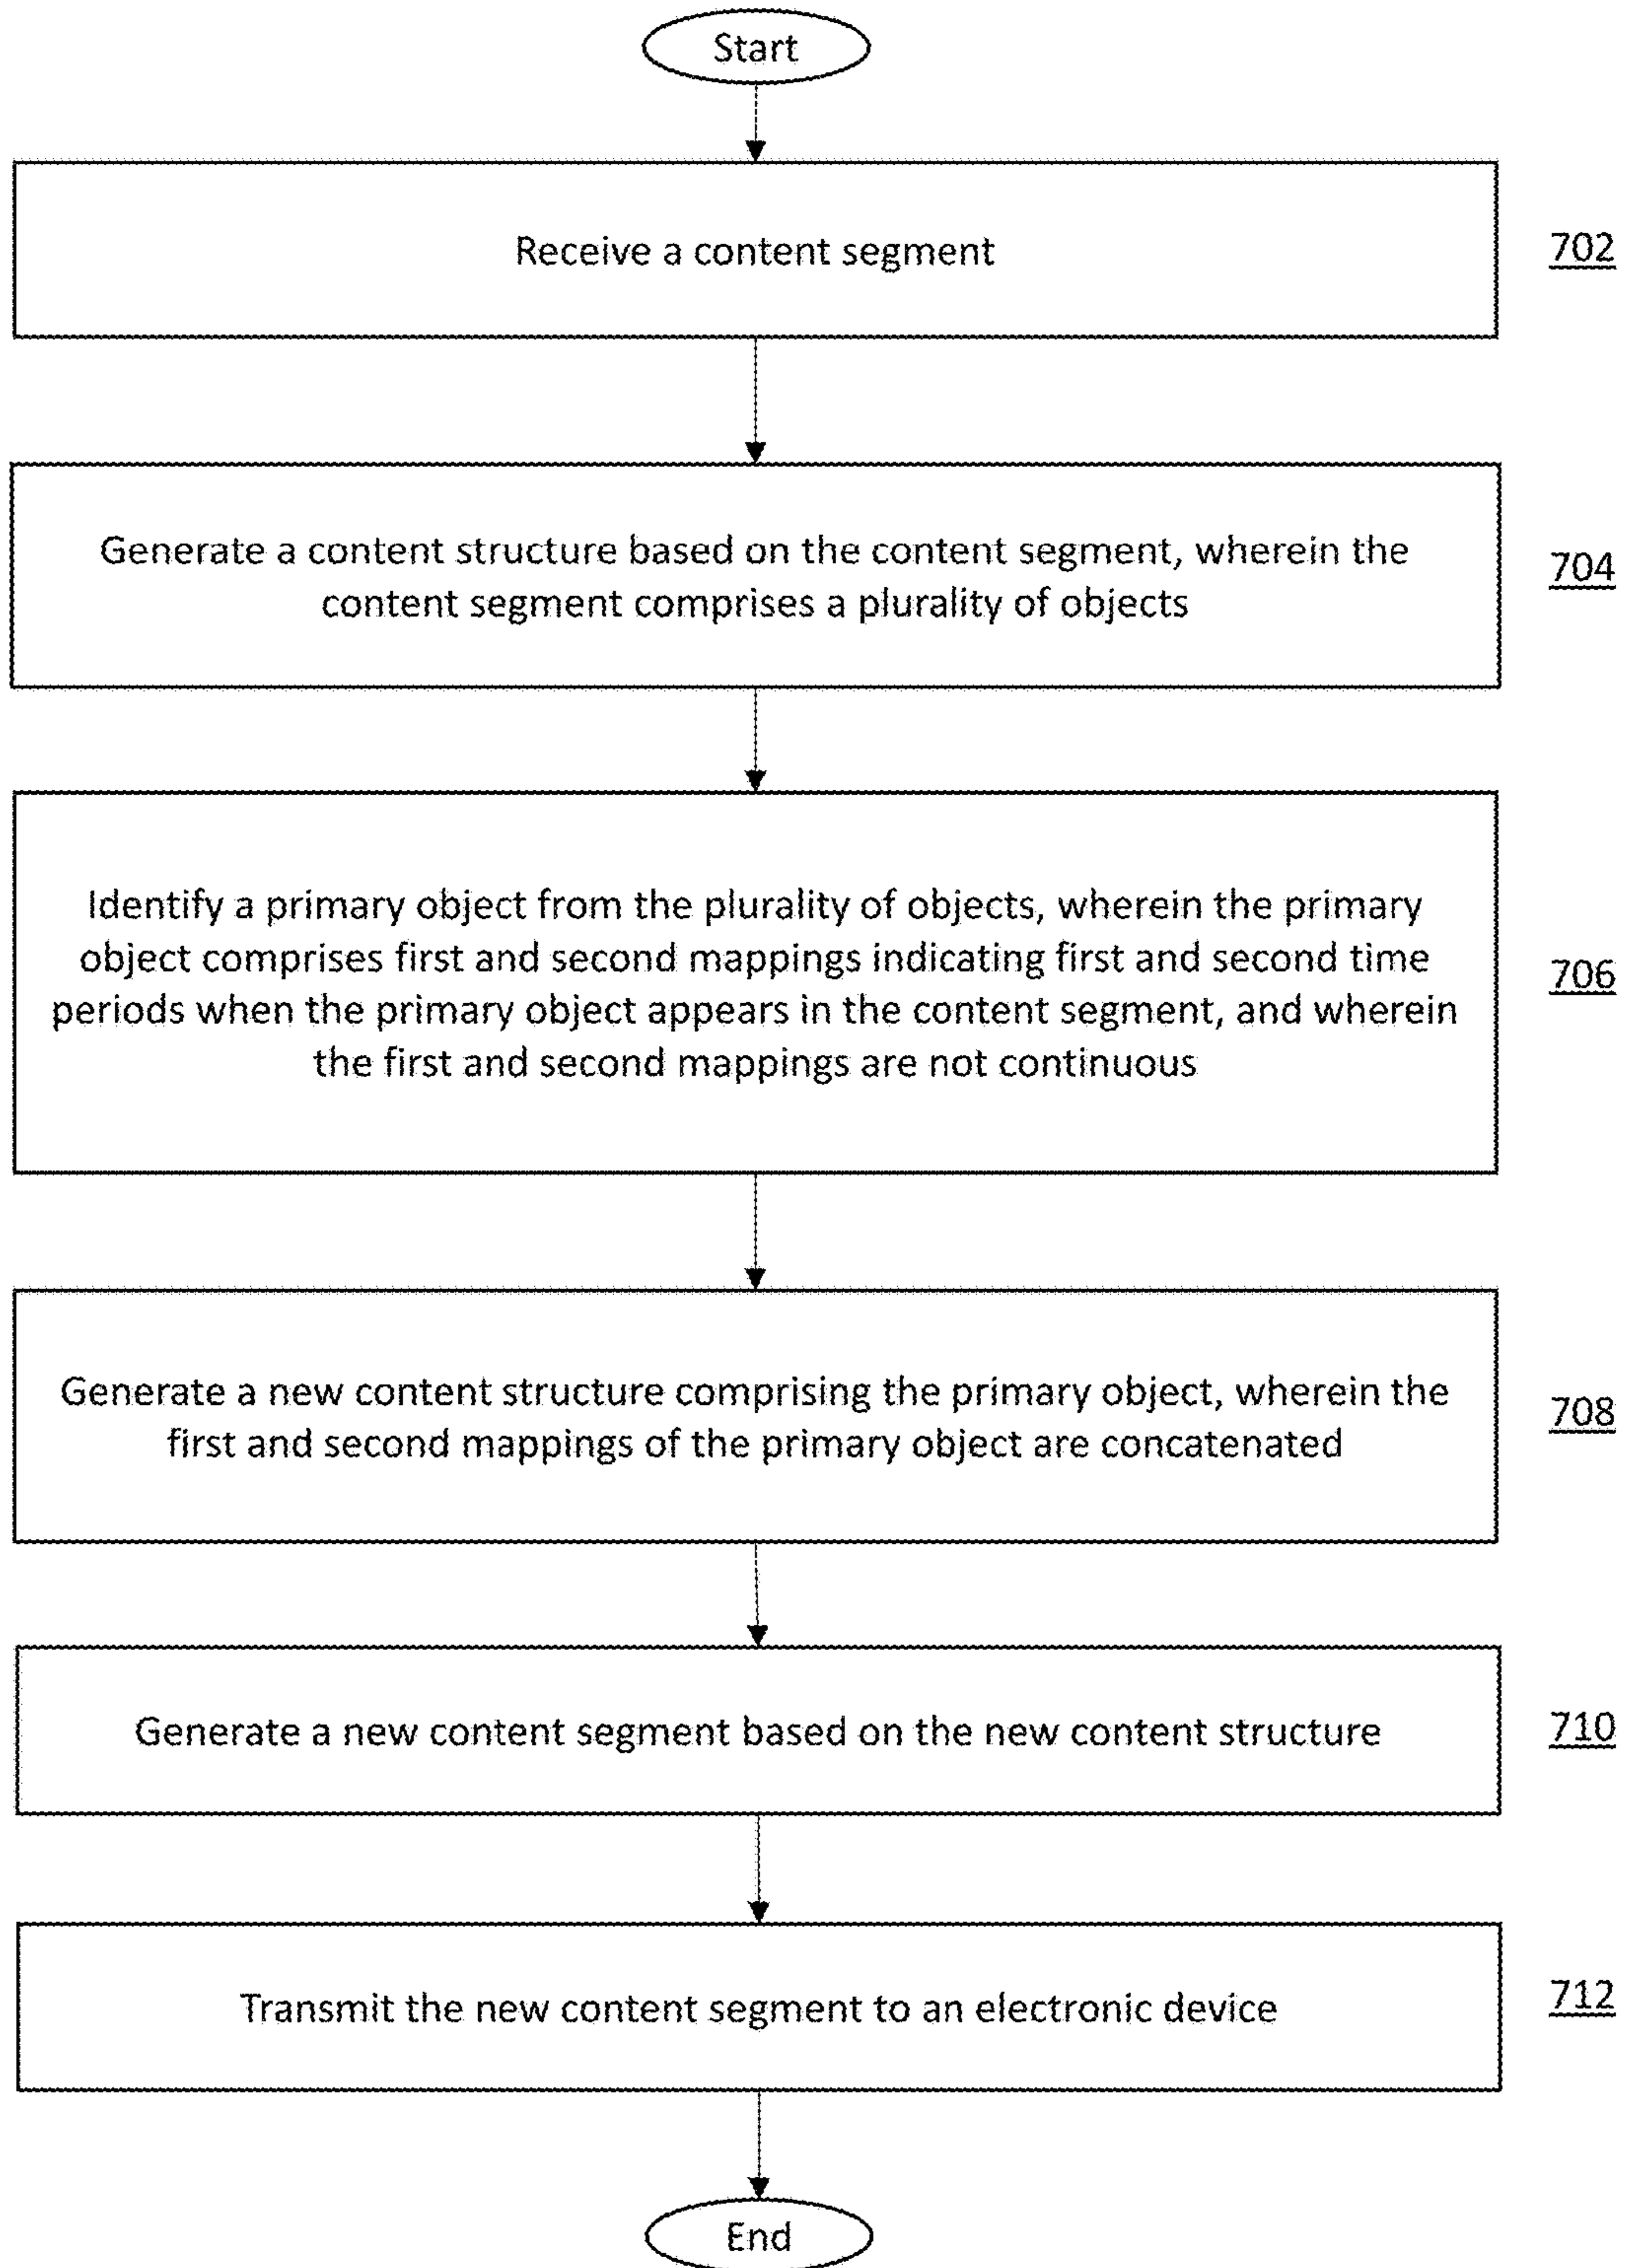 Start
Receive a content segment
702
Generate a content structure based on the content segment, wherein the
content segment comprises a plurality of objects
704
Identify a primary object from the plurality of objects, wherein the primary
object comprises first and second mappings indicating first and second time
periods when the primary object appears in the content segment, and wherein
the first and second mappings are not continuous
706
Generate a new content structure comprising the primary object, wherein the
first and second mappings of the primary object are concatenated
708
Generate a new content segment based on the new content structure
710
Transmit the new content segment to an electronic device
712
End